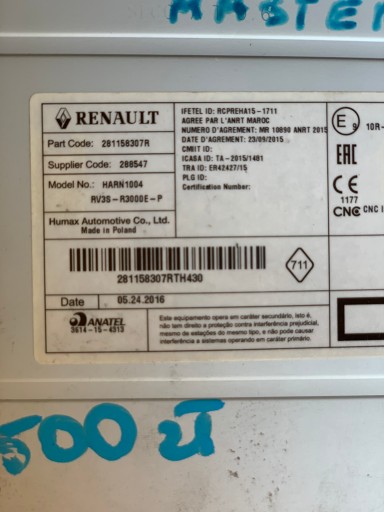 MASTER
RENAULT
Part Code: 281158307R
Supplier Code: 288547
Model No.: HARN1004
RV3S-R3000E-P
Humax Automotive Co., Ltd.
Made in Poland
IFETEL ID: RCPREHA15-1711
AGREE PAR L'ANRT MAROC
NUMERO D'AGREMENT: MR 10890 ANRT 2015
DATE D'AGREMENT: 23/09/2015
CMIIT ID:
ICASA ID: TA-2015/1481
TRA ID: ER42427/15
PLG ID:
Certification Number:
E 9 10R-
EAC
CE
1177
CNC CNC I
281158307RTH430
711
Date 05.24.2016
ANATEL
3614-15-4313
Este equipamento opera em caráter secundário, isto é,
não tem direito a proteção contra interferência prejudicial,
mesmo de estações do mesmo tipo, e não pode causar
interferência a sistemas operando em caráter primário.
500 zł